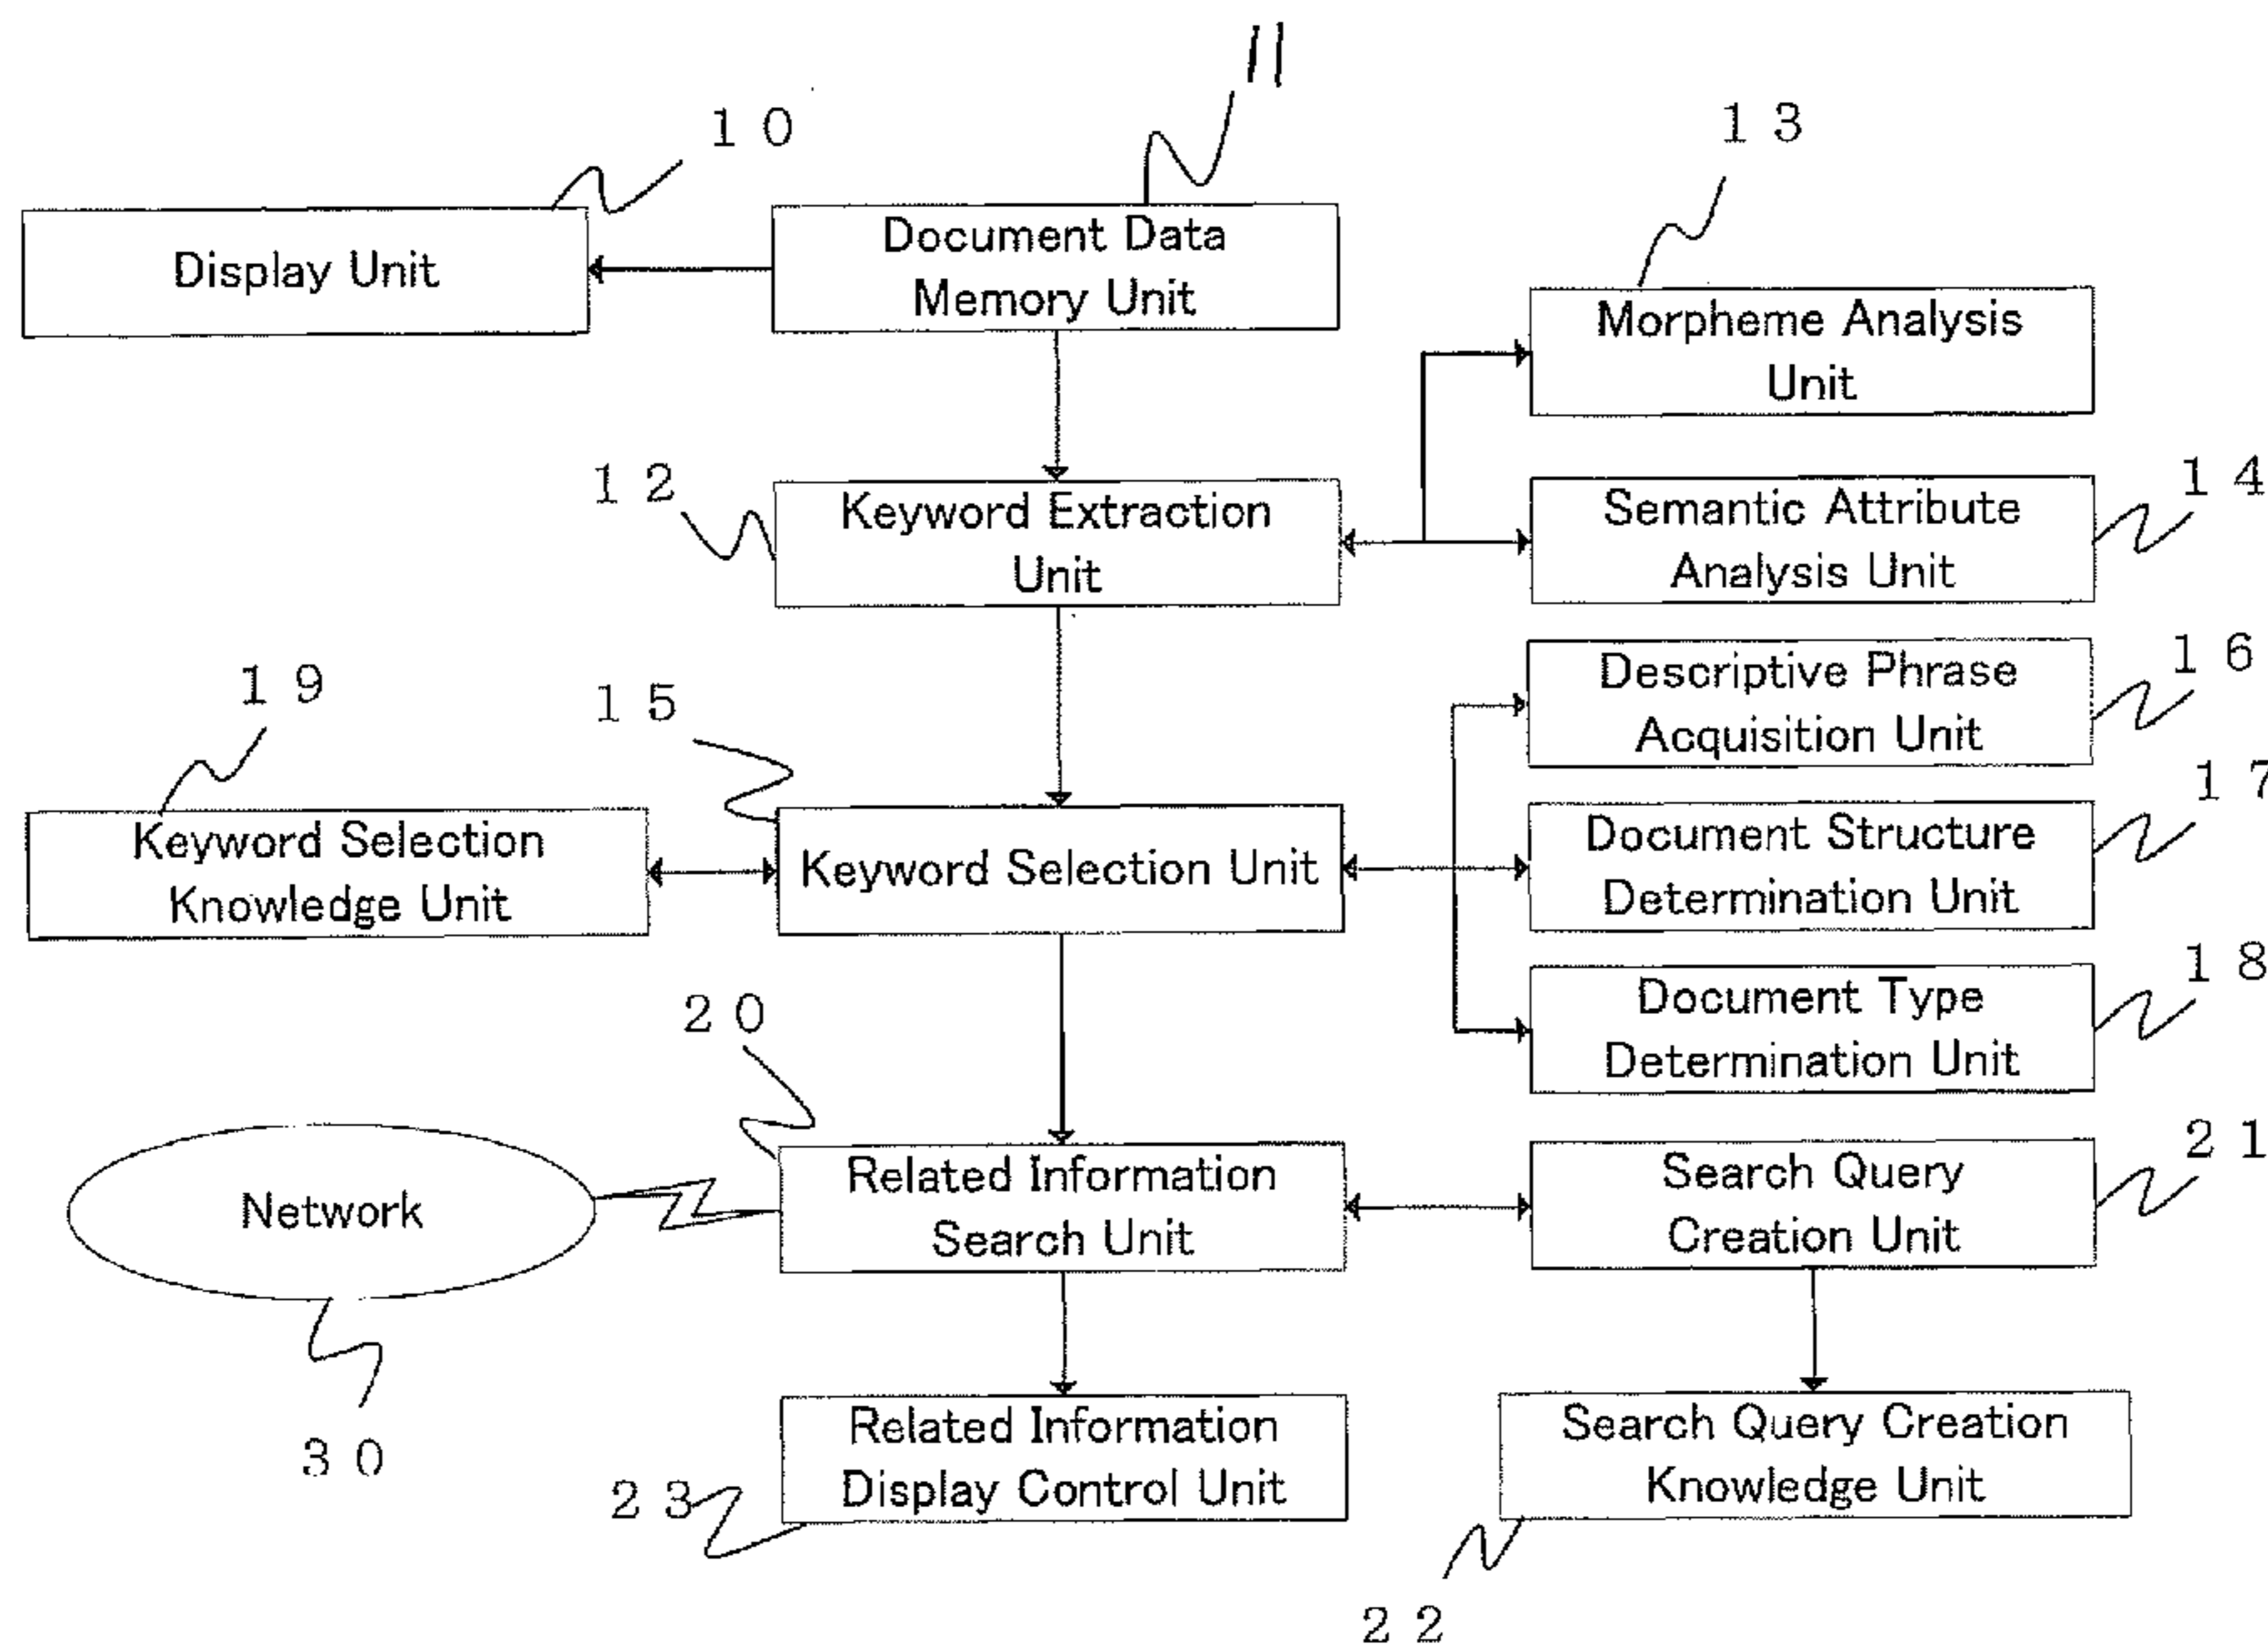 11
10
13
Display Unit
Document Data
Memory Unit
Morpheme Analysis
Unit
12
Keyword Extraction
Unit
14
Semantic Attribute
Analysis Unit
16
Descriptive Phrase
Acquisition Unit
19
15
17
Keyword Selection
Knowledge Unit
Keyword Selection Unit
Document Structure
Determination Unit
18
Document Type
Determination Unit
20
21
Network
Related Information
Search Unit
Search Query
Creation Unit
30
Related Information
Display Control Unit
23
Search Query Creation
Knowledge Unit
22